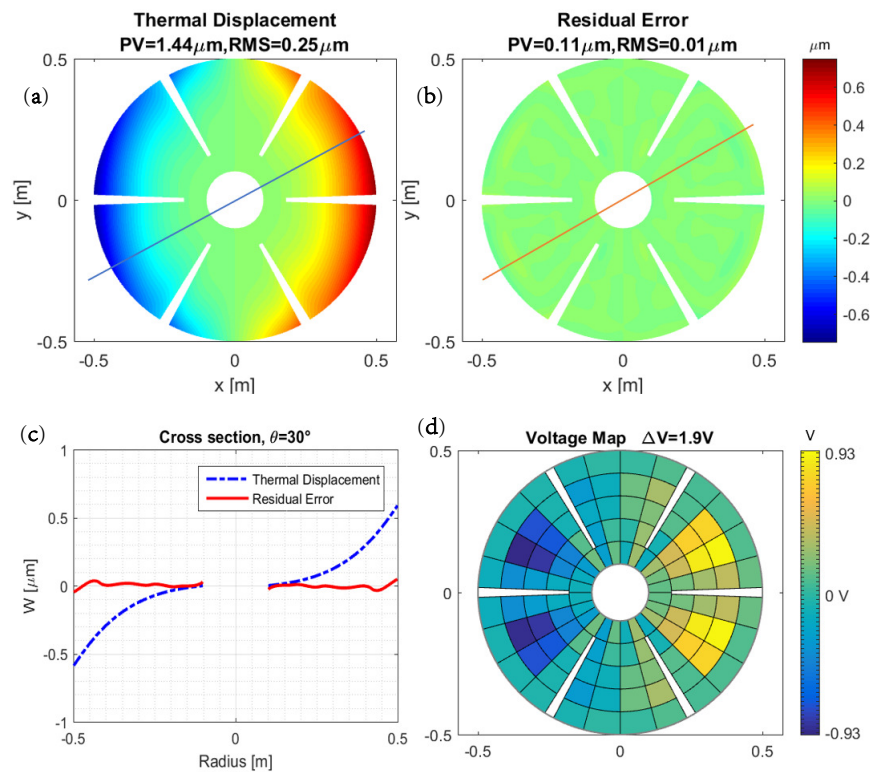 Thermal Displacement
PV=1.44μm,RMS=0.25μm
(a)
0.5
0
-0.5
y [m]
-0.5
0
0.5
x [m]
Residual Error
PV=0.11μm,RMS=0.01μm
(b)
0.5
0
-0.5
y [m]
-0.5
0
0.5
x [m]
μm
0.6
0.4
0.2
0
-0.2
-0.4
-0.6
(c)
Cross section, θ=30°
1
0.5
0
-0.5
-1
W [μm]
Thermal Displacement
Residual Error
-0.5
0
0.5
Radius [m]
(d)
Voltage Map ΔV=1.9V
0.5
0
-0.5
-0.5
0
0.5
V
0.93
0 V
-0.93